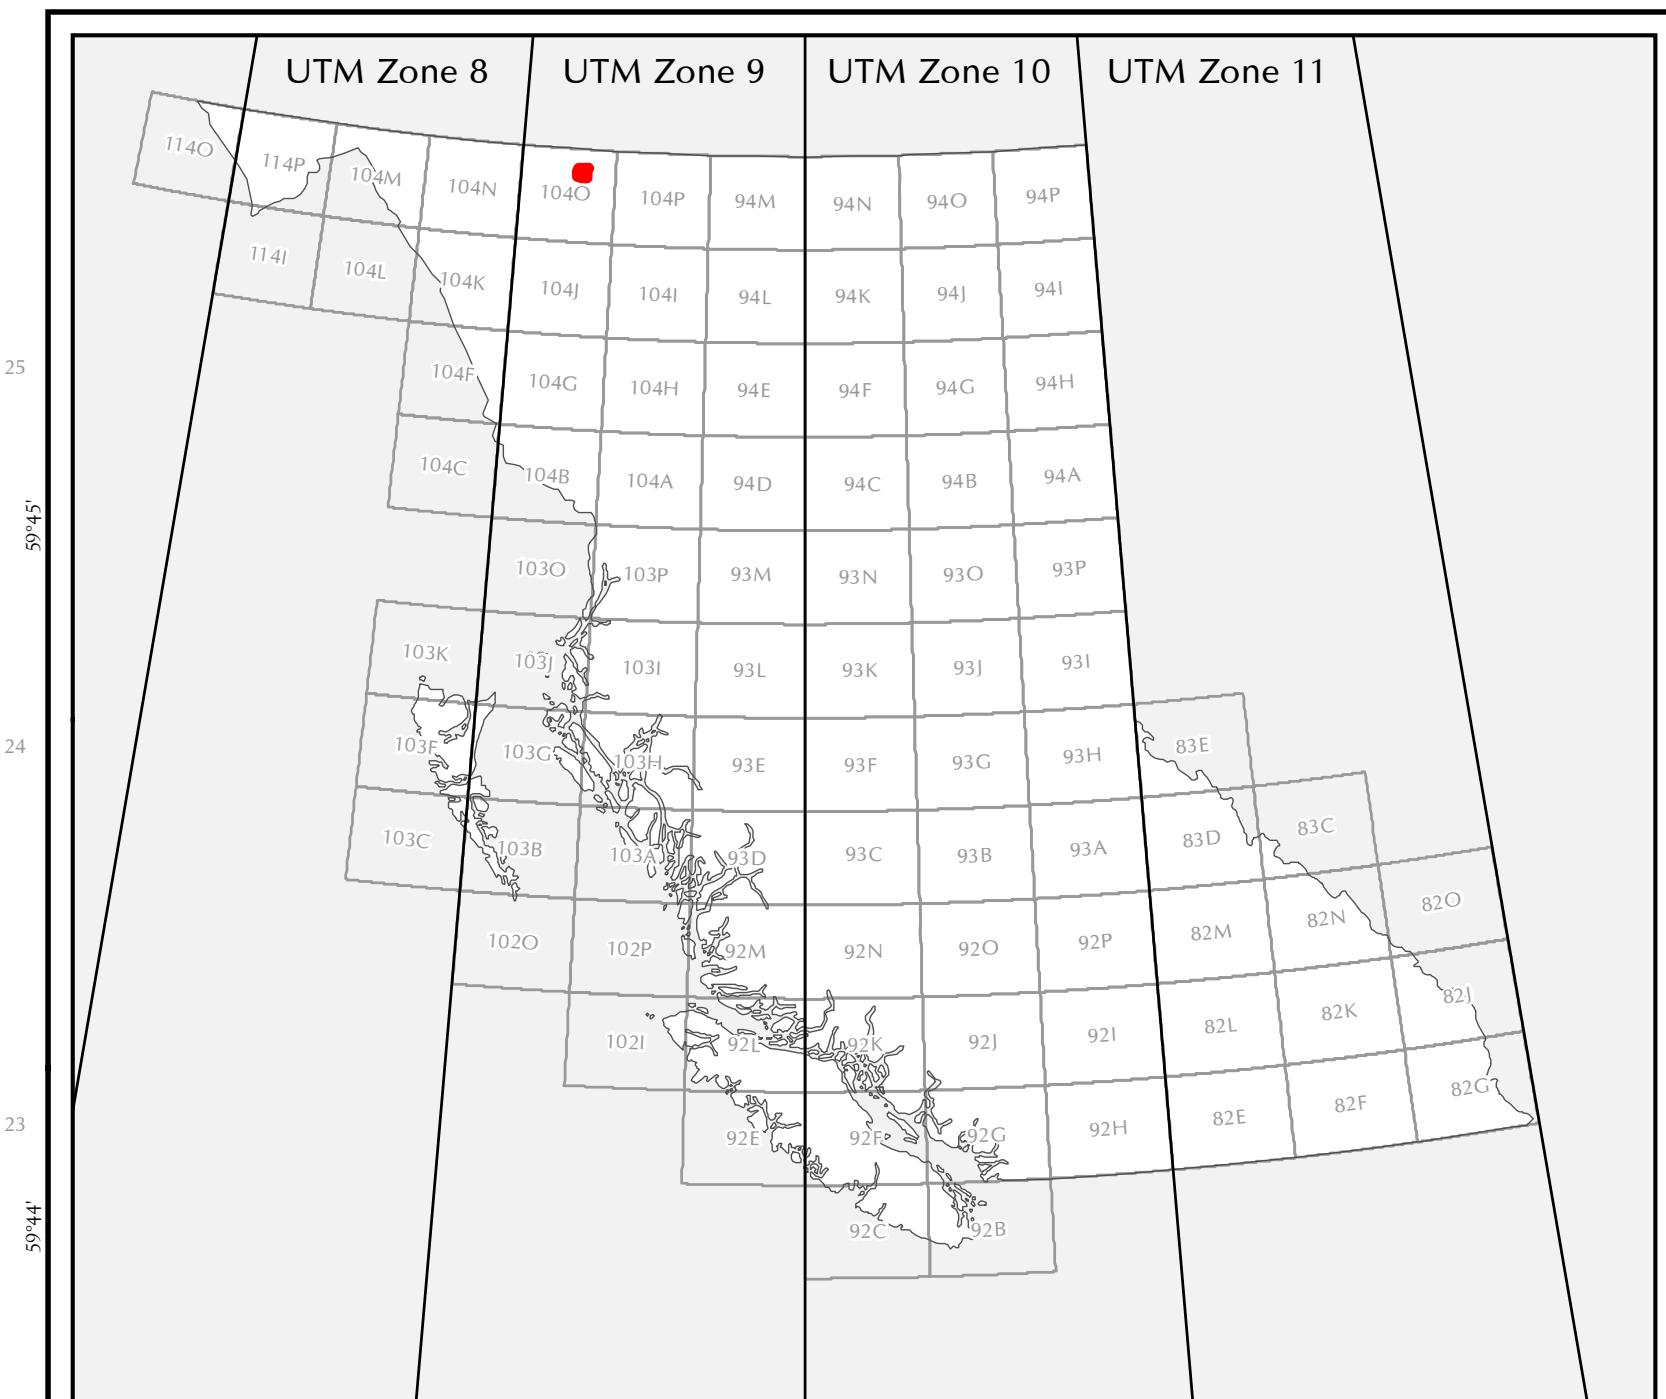 UTM Zone 8 UTM Zone 9 UTM Zone 10 UTM Zone 11
114O 114P 104M 104N 104O 104P 94M 94N 94O 94P
114I 104L 104K 104J 104I 94L 94K 94J 94I
25
104F 104G 104H 94E 94F 94G 94H
104C 104B 104A 94D 94C 94B 94A
59°45'
103O 103P 93M 93N 93O 93P
103K 103J 103I 93L 93K 93J 93I
24
103F 103G 103H 93E 93F 93G 93H 83E
103C 103B 103A 93D 93C 93B 93A 83D 83C
102O 102P 92M 92N 92O 92P 82M 82N 82O
102I 92L 92K 92J 92I 82L 82K 82J
23
92E 92F 92G 92H 82E 82F 82G
59°44'
92C 92B